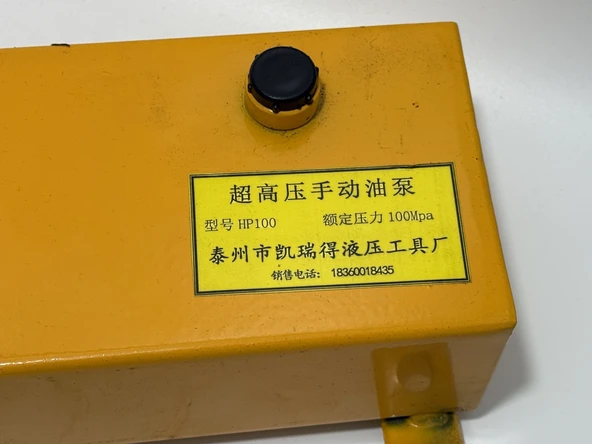 超高压手动油泵
型号 HP100 额定压力 100Mpa
泰州市凯瑞得液压工具厂
销售电话: 18360018435